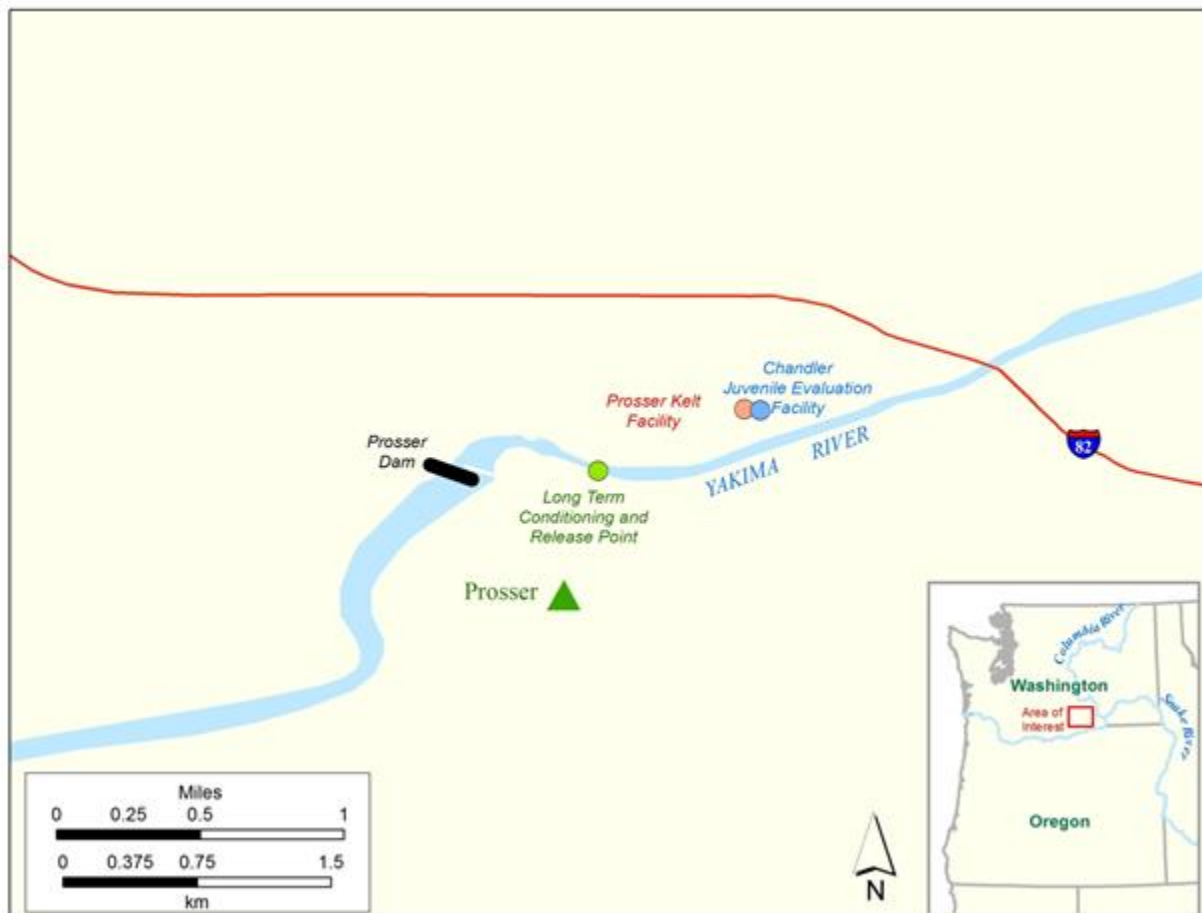 Chandler
Juvenile Evaluation
Facility
Prosser Kelt
Facility
Prosser
Dam
YAKIMA RIVER
82
Long Term
Conditioning and
Release Point
Prosser
Miles
0 0.25 0.5 1
0 0.375 0.75 1.5
km
N
Columbia River
Washington
Area of
Interest
Snake River
Oregon